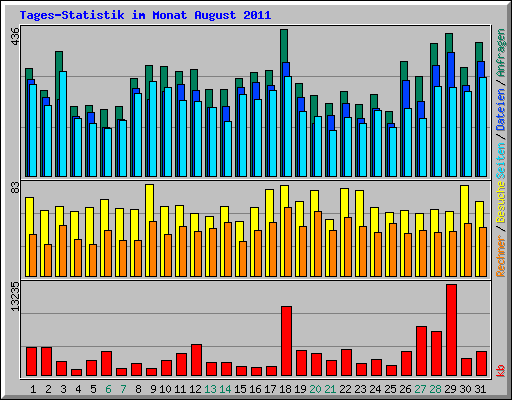 Tages-Statistik im Monat August 2011
436
83
13235
Rechner / Besuche Seiten / Dateien / Anfragen
kb
1 2 3 4 5 6 7 8 9 10 11 12 13 14 15 16 17 18 19 20 21 22 23 24 25 26 27 28 29 30 31